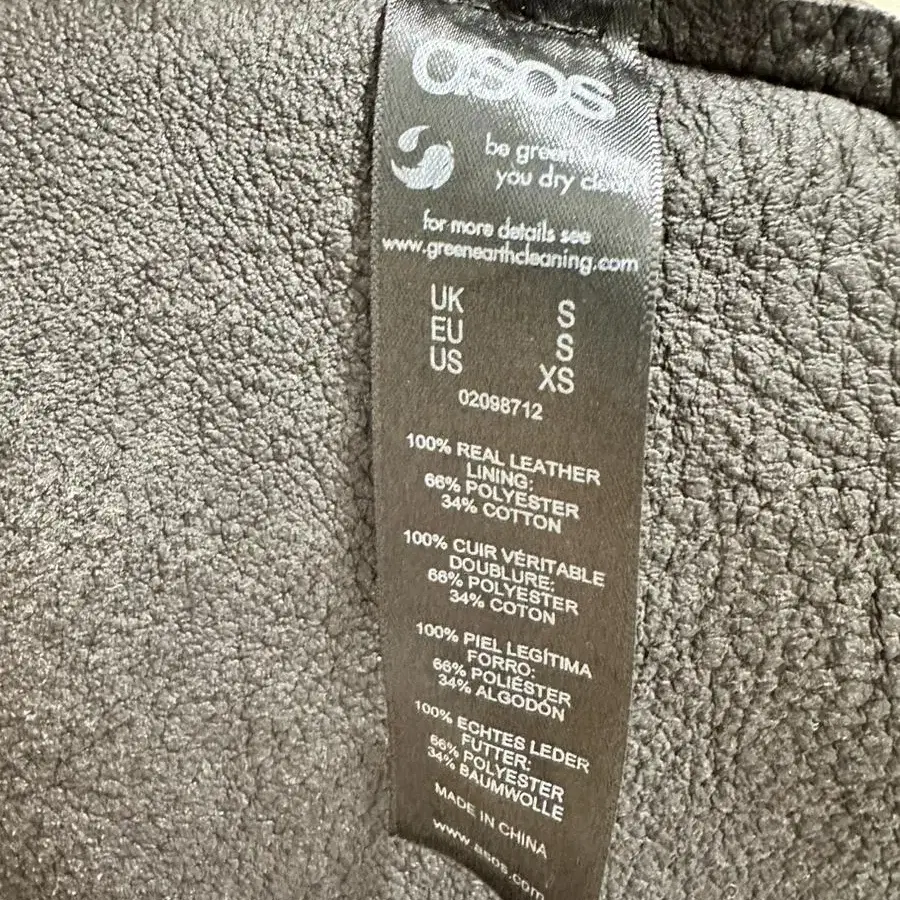 asos
be green
you dry clean
for more details see
www.greenearthcleaning.com
UK S
EU S
US XS
02098712
100% REAL LEATHER
LINING:
66% POLYESTER
34% COTTON
100% CUIR VÉRITABLE
DOUBLURE:
66% POLYESTER
34% COTON
100% PIEL LEGÍTIMA
FORRO:
66% POLIÉSTER
34% ALGODÓN
100% ECHTES LEDER
FUTTER:
66% POLYESTER
34% BAUMWOLLE
MADE IN CHINA
www.asos.com